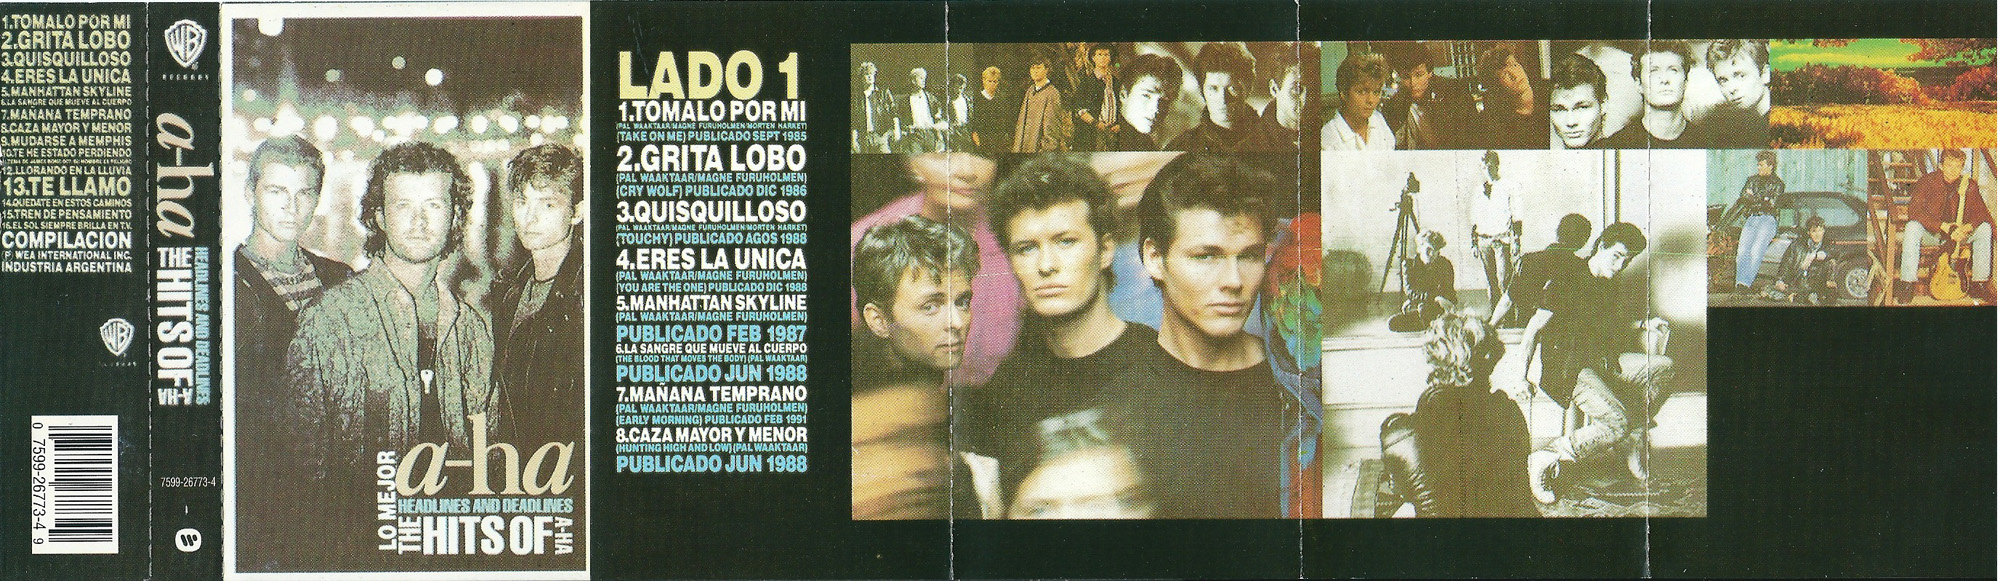 1.TOMALO POR MI
2.GRITA LOBO
3.QUISQUILLOSO
4.ERES LA UNICA
5.MANHATTAN SKYLINE
6.LA SANGRE QUE MUEVE AL CUERPO
7.MAÑANA TEMPRANO
8.CAZA MAYOR Y MENOR
9.MUDARSE A MEMPHIS
10.TE HE ESTADO PERDIENDO
12.LLORANDO EN LA LLUVIA
13.TE LLAMO
14.QUEDATE EN ESTOS CAMINOS
15.TREN DE PENSAMIENTO
16.EL SOL SIEMPRE BRILLA EN T.V.
COMPILACION
℗ WEA INTERNATIONAL INC.
INDUSTRIA ARGENTINA
WB
0 7599-26773-4 9
WB
RECORDS
a-ha
HEADLINES AND DEADLINES
THE HITS OF A-HA
7599-26773-4
LO MEJOR
a-ha
HEADLINES AND DEADLINES
THE HITS OF A-HA
LADO 1
1.TOMALO POR MI
(PAL WAAKTAAR/MAGNE FURUHOLMEN/MORTEN HARKET)
(TAKE ON ME) PUBLICADO SEPT 1985
2.GRITA LOBO
(PAL WAAKTAAR/MAGNE FURUHOLMEN)
(CRY WOLF) PUBLICADO DIC 1986
3.QUISQUILLOSO
(PAL WAAKTAAR/MAGNE FURUHOLMEN/MORTEN HARKET)
(TOUCHY) PUBLICADO AGOS 1988
4.ERES LA UNICA
(PAL WAAKTAAR/MAGNE FURUHOLMEN)
(YOU ARE THE ONE) PUBLICADO DIC 1988
5.MANHATTAN SKYLINE
(PAL WAAKTAAR/MAGNE FURUHOLMEN)
PUBLICADO FEB 1987
6.LA SANGRE QUE MUEVE AL CUERPO
(THE BLOOD THAT MOVES THE BODY) (PAL WAAKTAAR)
PUBLICADO JUN 1988
7.MAÑANA TEMPRANO
(PAL WAAKTAAR/MAGNE FURUHOLMEN)
(EARLY MORNING) PUBLICADO FEB 1991
8.CAZA MAYOR Y MENOR
(HUNTING HIGH AND LOW) (PAL WAAKTAAR)
PUBLICADO JUN 1988